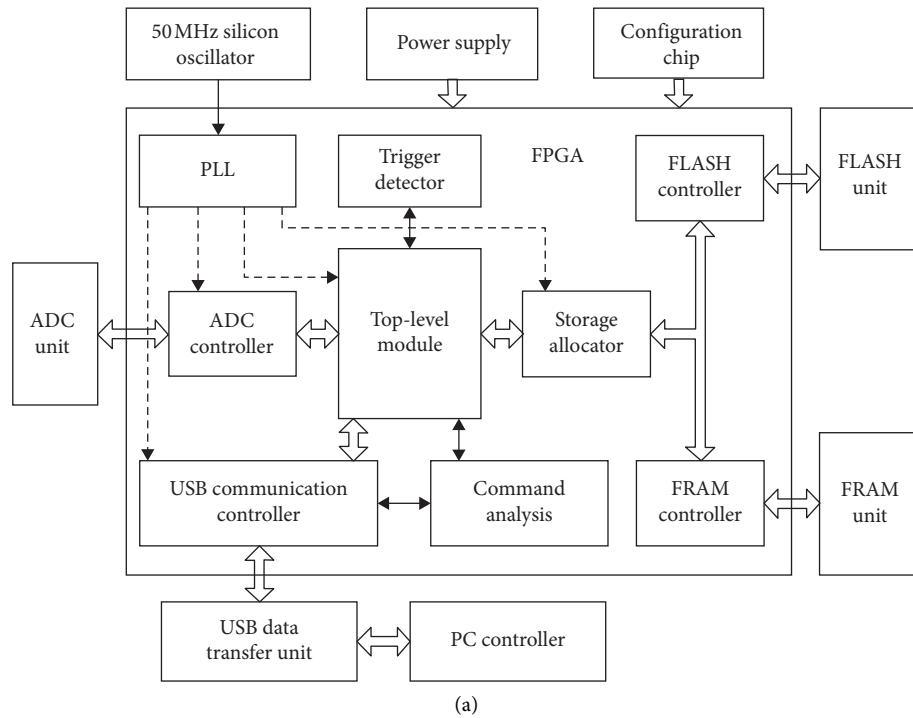 50 MHz silicon
oscillator
Power supply
Configuration
chip
PLL
Trigger
detector
FPGA
FLASH
controller
FLASH
unit
ADC
unit
ADC
controller
Top-level
module
Storage
allocator
USB communication
controller
Command
analysis
FRAM
controller
FRAM
unit
USB data
transfer unit
PC controller
(a)